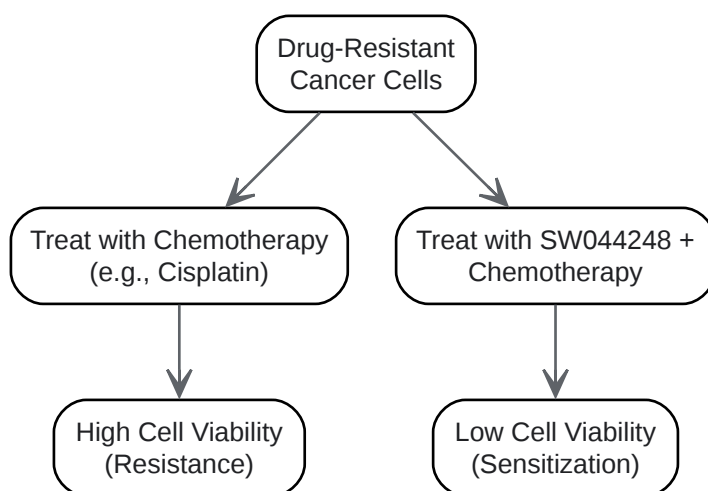 Drug-Resistant
Cancer Cells
Treat with Chemotherapy
(e.g., Cisplatin)
Treat with SW044248 +
Chemotherapy
High Cell Viability
(Resistance)
Low Cell Viability
(Sensitization)